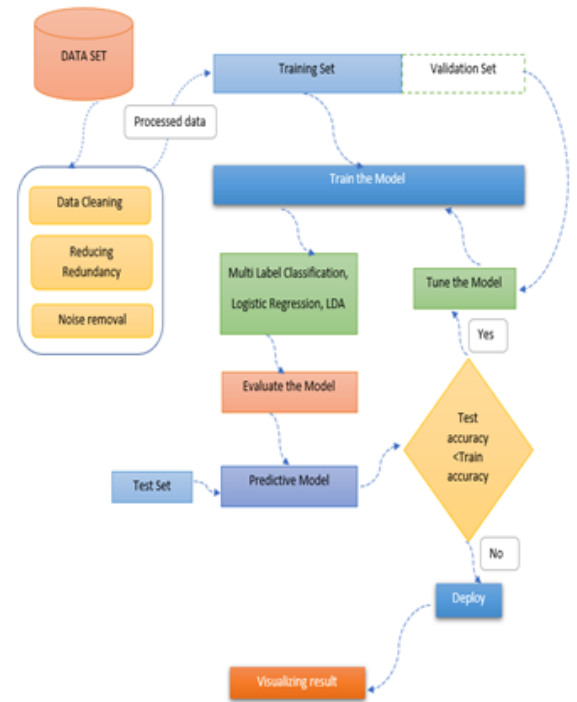 DATA SET
Training Set
Validation Set
Processed data
Train the Model
Data Cleaning
Reducing
Redundancy
Noise removal
Multi Label Classification,
Logistic Regression, LDA
Tune the Model
Yes
Evaluate the Model
Test
accuracy
<Train
accuracy
Test Set
Predictive Model
No
Deploy
Visualizing result